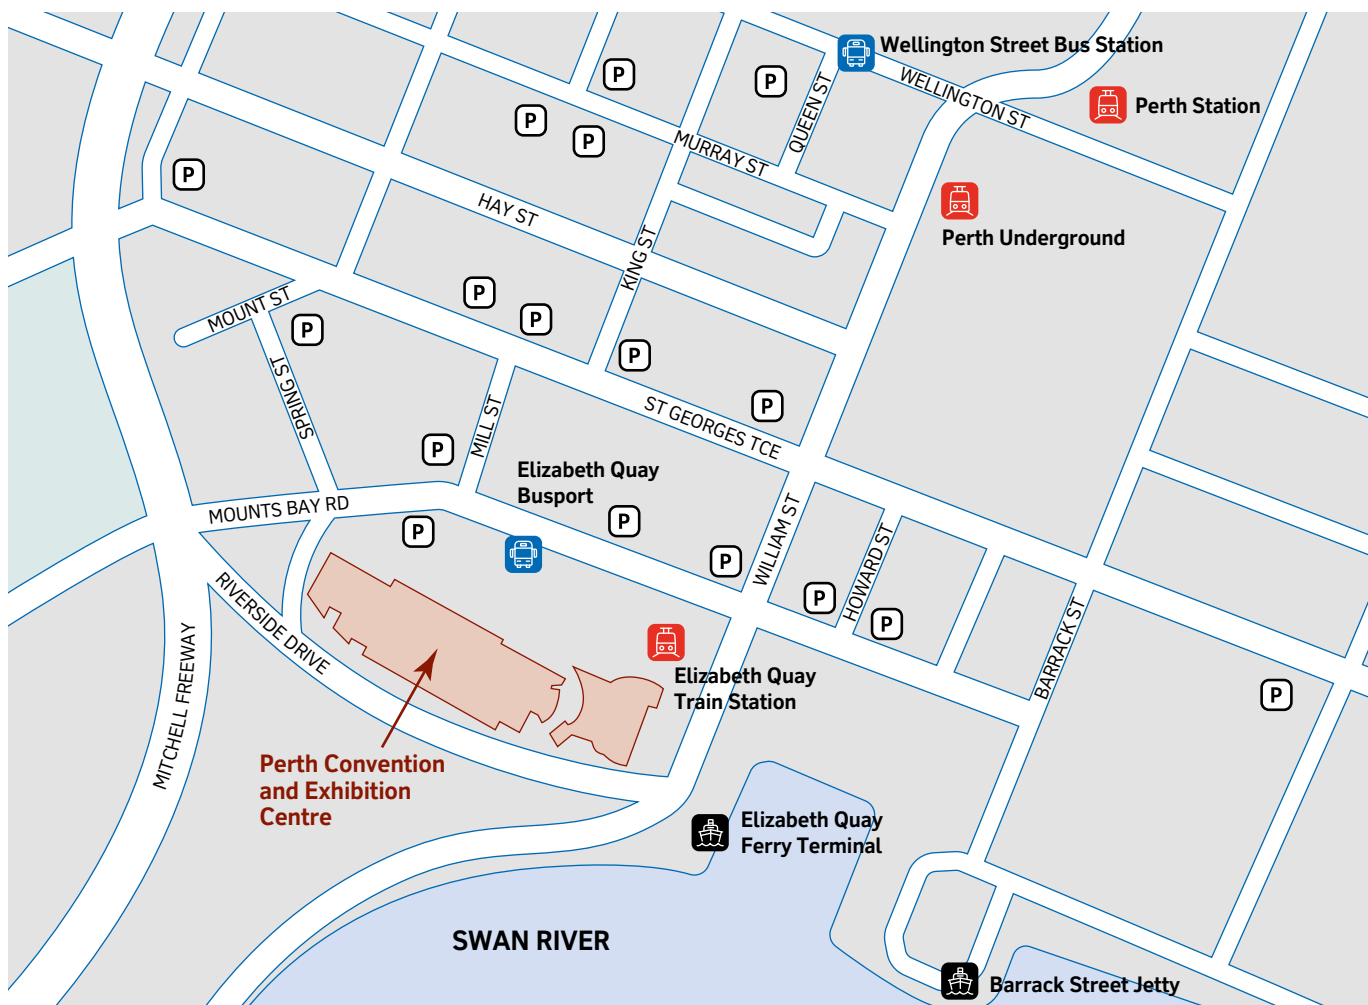 Wellington Street Bus Station
WELLINGTON ST
Perth Station
P
P
QUEEN ST
P
P
MURRAY ST
P
HAY ST
Perth Underground
KING ST
MOUNT ST
P
P
P
SPRING ST
P
P
ST GEORGES TCE
MILL ST
P
Elizabeth Quay
Busport
MOUNTS BAY RD
P
P
WILLIAM ST
HOWARD ST
P
P
P
RIVERSIDE DRIVE
MITCHELL FREEWAY
BARRACK ST
Elizabeth Quay
Train Station
P
Perth Convention
and Exhibition
Centre
Elizabeth Quay
Ferry Terminal
SWAN RIVER
Barrack Street Jetty